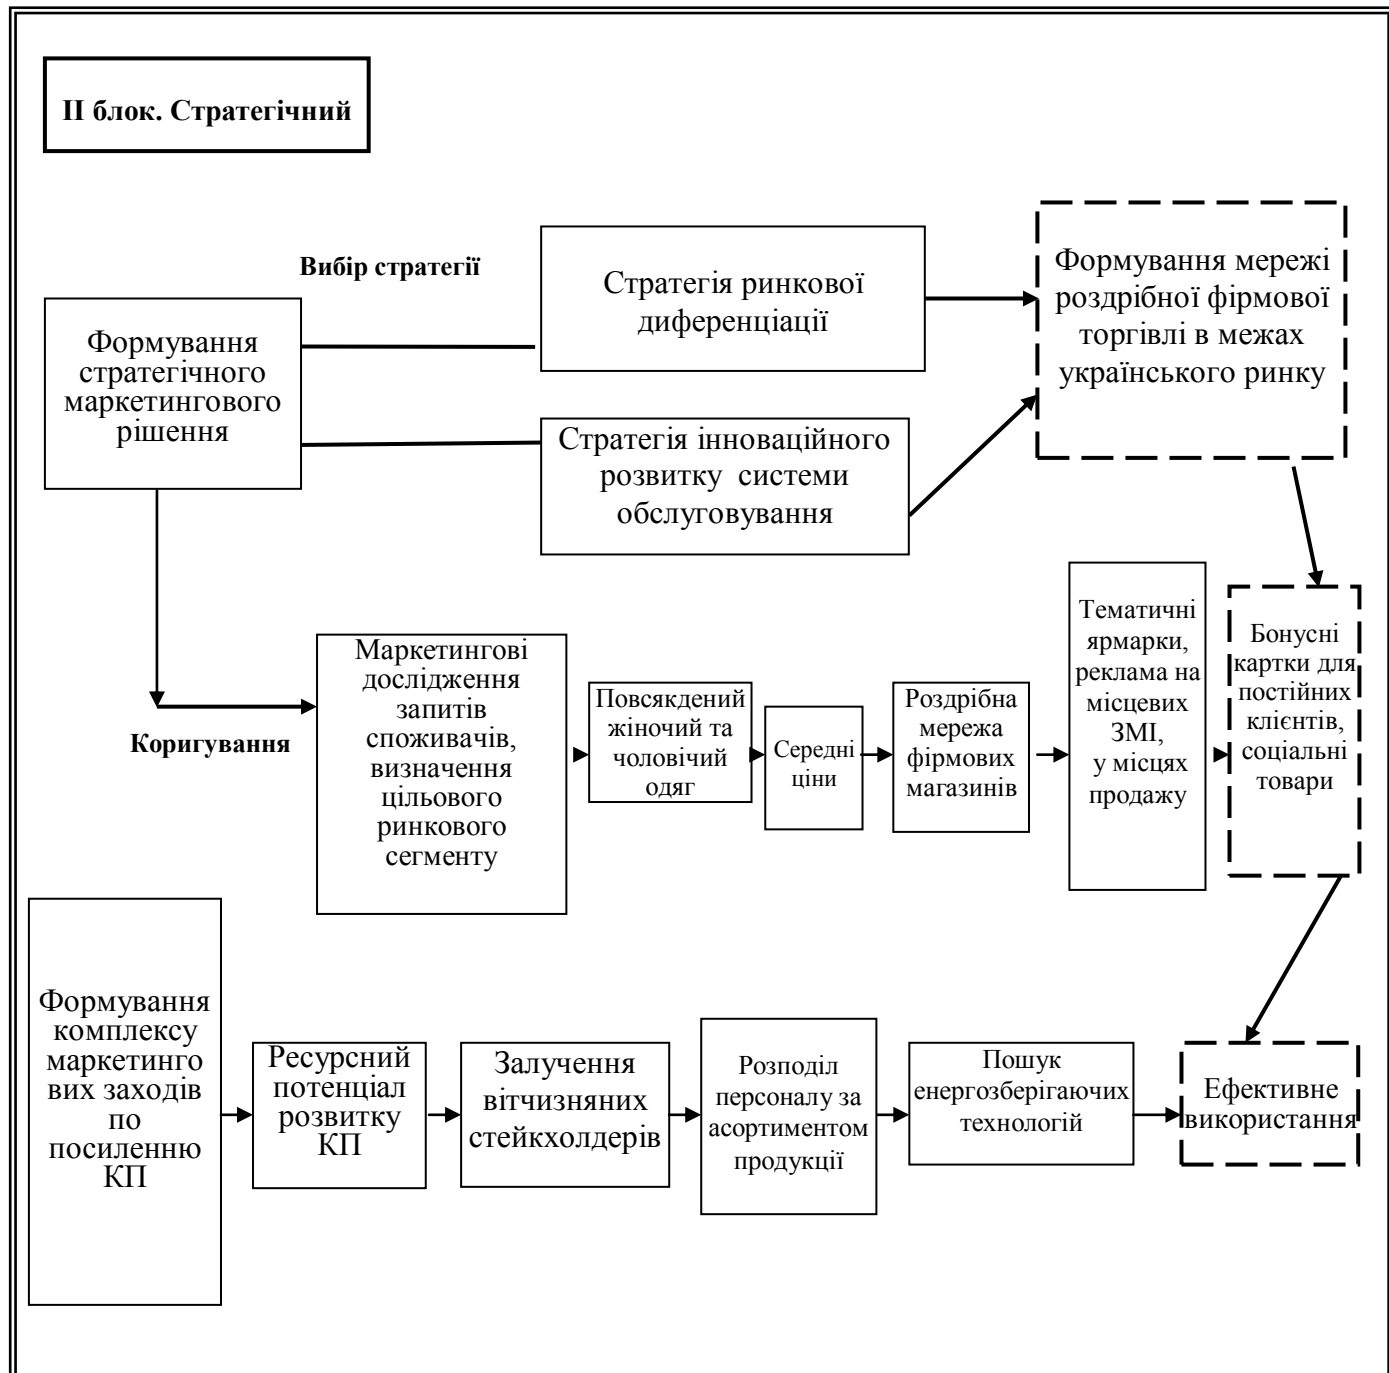 ІІ блок. Стратегічний
Вибір стратегії
Формування
стратегічного
маркетингового
рішення
Стратегія ринкової
диференціації
Стратегія інноваційного
розвитку системи
обслуговування
Формування мережі
роздрібної фірмової
торгівлі в межах
українського ринку
Коригування
Маркетингові
дослідження
запитів
споживачів,
визначення
цільового
ринкового
сегменту
Повсякдений
жіночий та
чоловічий
одяг
Середні
ціни
Роздрібна
мережа
фірмових
магазинів
Тематичні
ярмарки,
реклама на
місцевих
ЗМІ,
у місцях
продажу
Бонусні
картки для
постійних
клієнтів,
соціальні
товари
Формування
комплексу
маркетинго
вих заходів
по
посиленню
КП
Ресурсний
потенціал
розвитку
КП
Залучення
вітчизняних
стейкхолдерів
Розподіл
персоналу за
асортиментом
продукції
Пошук
енергозберігаючих
технологій
Ефективне
використання